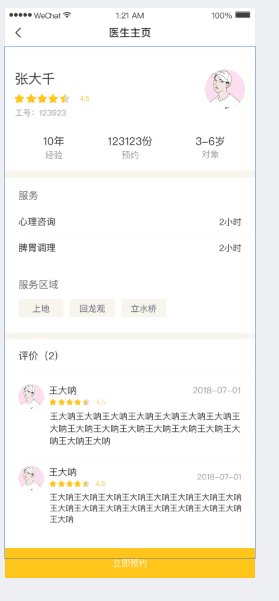 WeChat 1:21 AM 100%
医生主页
张大千
4.5
工号：123923
10年 123123份 3-6岁
经验 预约 对象
服务
心理咨询 2小时
脾胃调理 2小时
服务区域
上地 回龙观 立水桥
评价（2）
王大呐 2018-07-01
4.5
王大呐王大呐王大呐王大呐王大呐王大呐王
大呐王大呐王大呐王大呐王大呐王大呐王大
呐王大呐王大呐
王大呐 2018-07-01
4.5
王大呐王大呐王大呐王大呐王大呐王大呐王大呐
王大呐王大呐王大呐王大呐王大呐王大呐王大呐
王大呐
立即预约